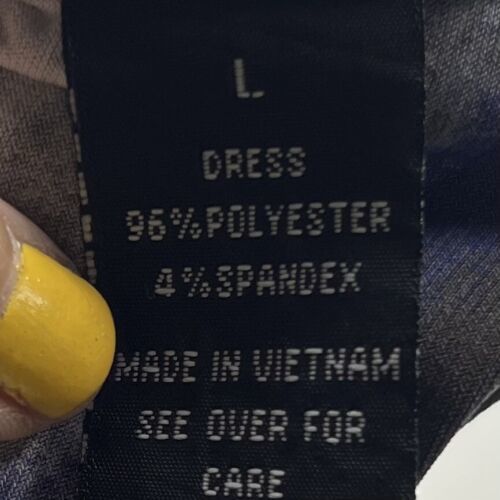 L
DRESS
96%POLYESTER
4%SPANDEX
MADE IN VIETNAM
SEE OVER FOR
CARE